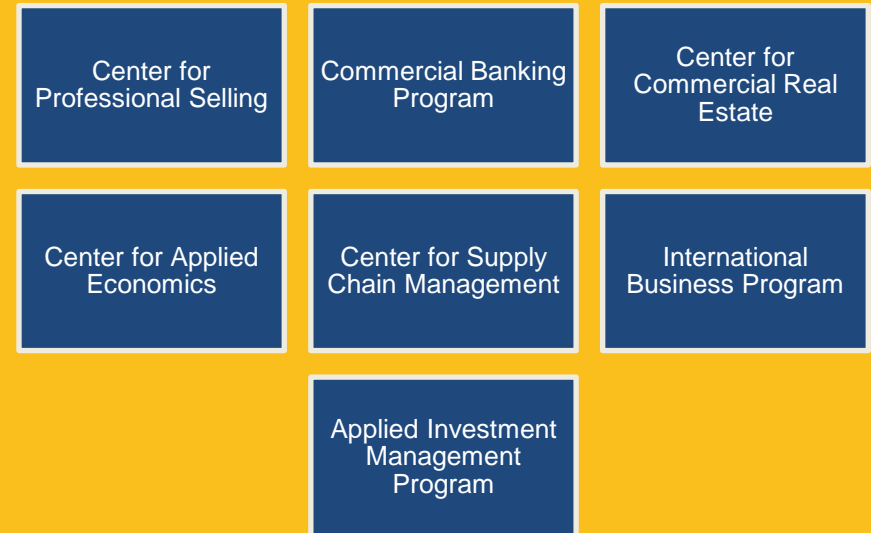 Center for
Professional Selling
Commercial Banking
Program
Center for
Commercial Real
Estate
Center for Applied
Economics
Center for Supply
Chain Management
International
Business Program
Applied Investment
Management
Program